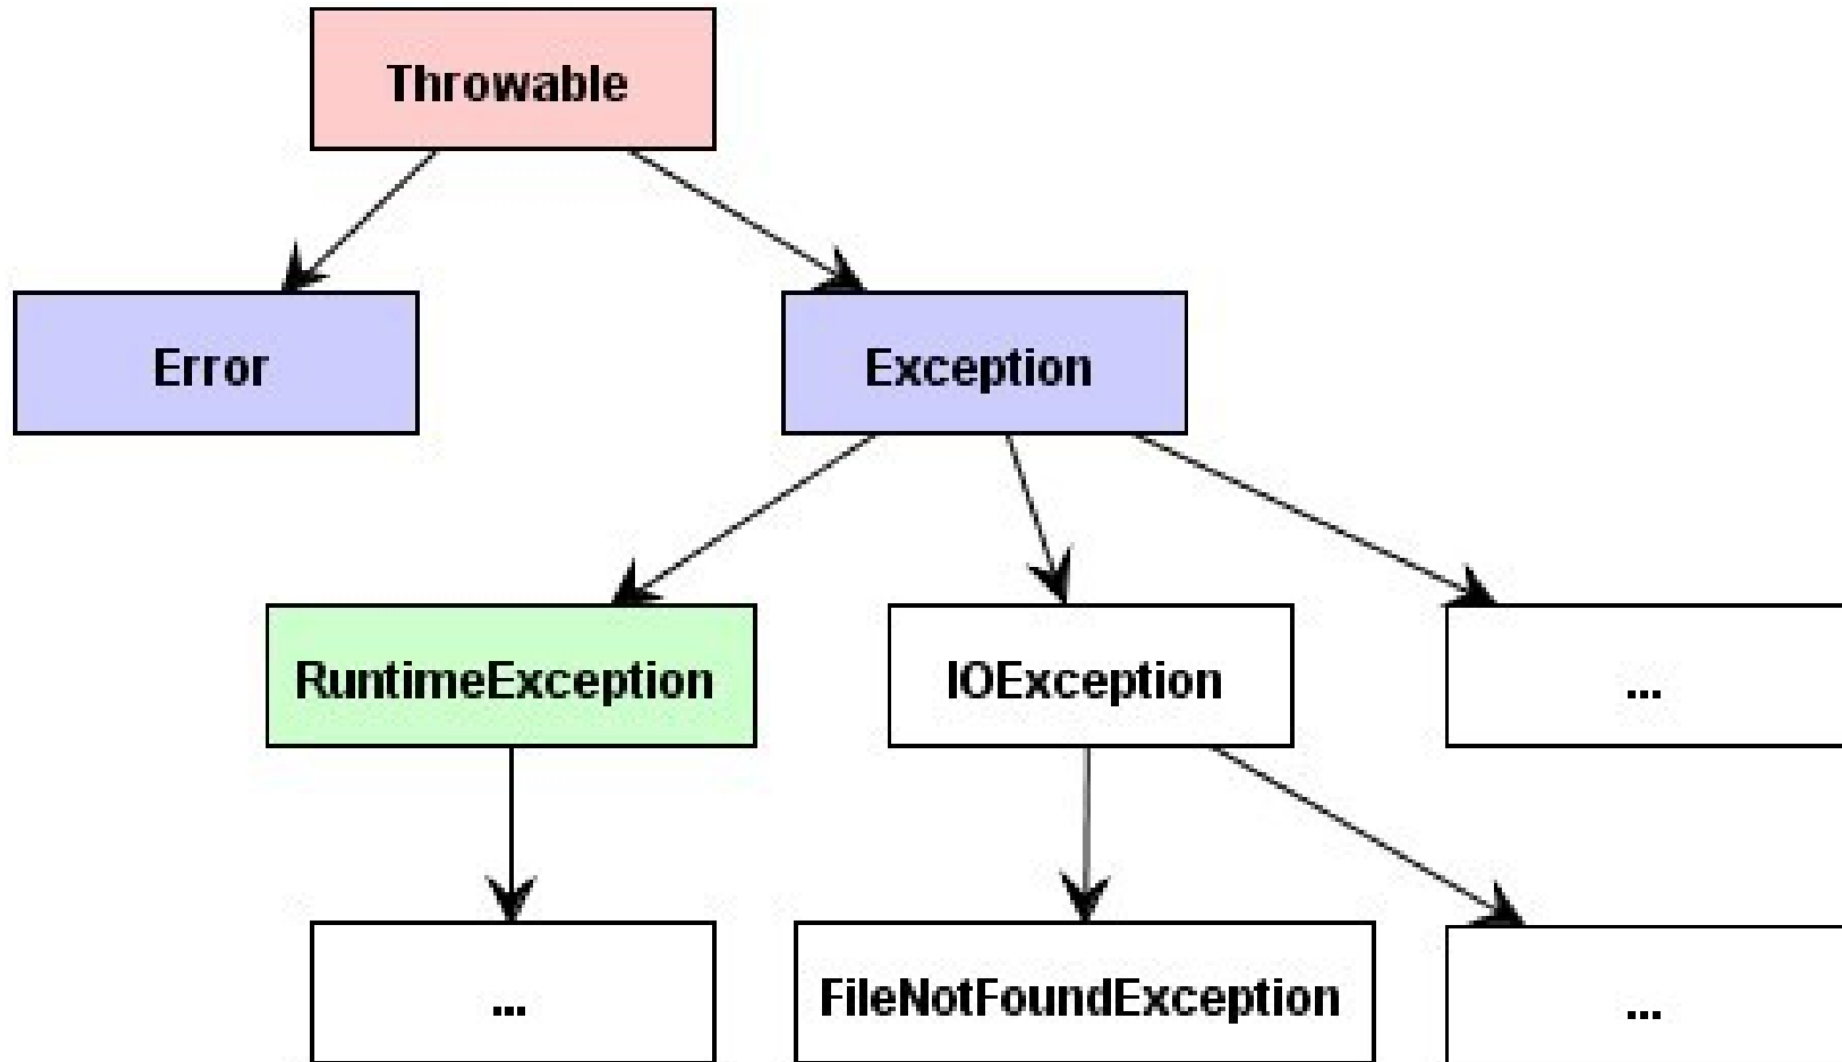 Throwable
Error
Exception
RuntimeException
IOException
...
...
FileNotFoundException
...